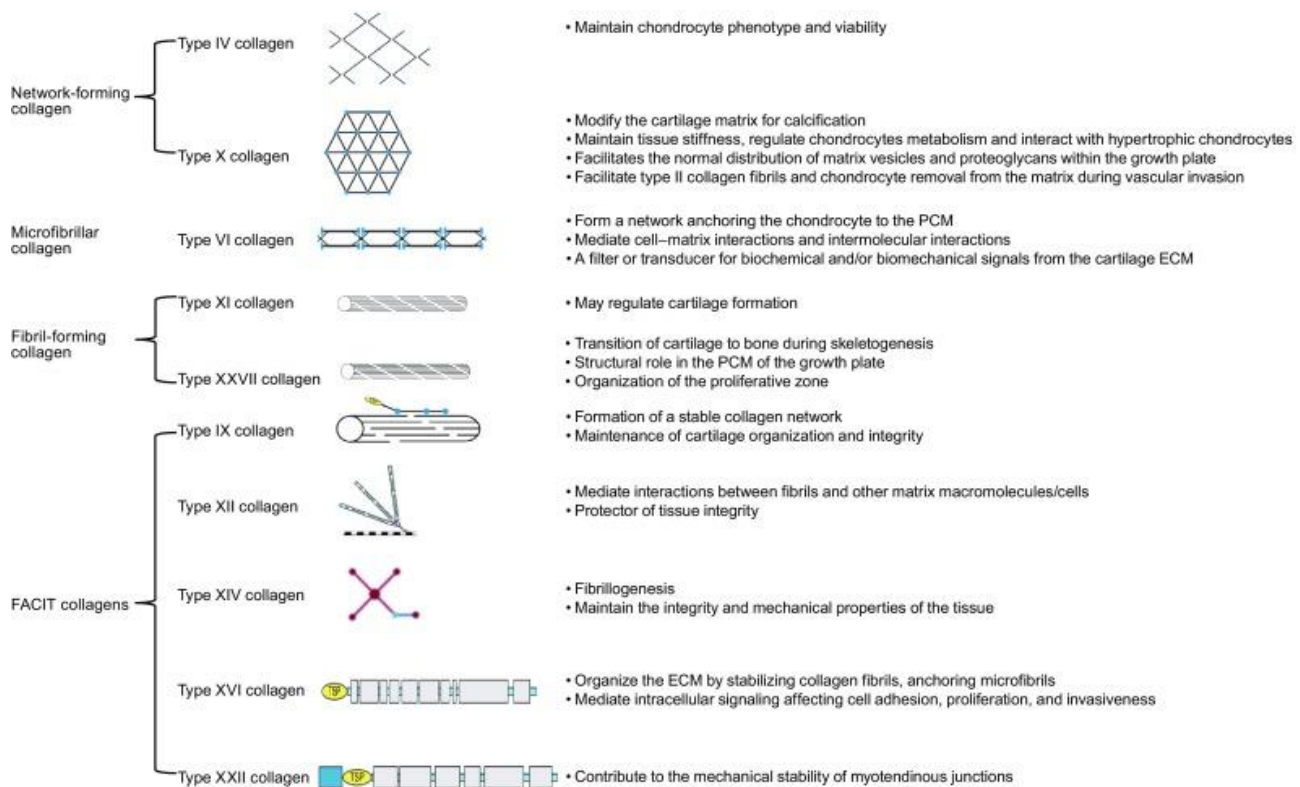 Type IV collagen
• Maintain chondrocyte phenotype and viability
Network-forming
collagen
Type X collagen
• Modify the cartilage matrix for calcification
• Maintain tissue stiffness, regulate chondrocytes metabolism and interact with hypertrophic chondrocytes
• Facilitates the normal distribution of matrix vesicles and proteoglycans within the growth plate
• Facilitate type II collagen fibrils and chondrocyte removal from the matrix during vascular invasion
Microfibrillar
collagen
Type VI collagen
• Form a network anchoring the chondrocyte to the PCM
• Mediate cell–matrix interactions and intermolecular interactions
• A filter or transducer for biochemical and/or biomechanical signals from the cartilage ECM
Fibril-forming
collagen
Type XI collagen
• May regulate cartilage formation
Type XXVII collagen
• Transition of cartilage to bone during skeletogenesis
• Structural role in the PCM of the growth plate
• Organization of the proliferative zone
FACIT collagens
Type IX collagen
• Formation of a stable collagen network
• Maintenance of cartilage organization and integrity
Type XII collagen
• Mediate interactions between fibrils and other matrix macromolecules/cells
• Protector of tissue integrity
Type XIV collagen
• Fibrillogenesis
• Maintain the integrity and mechanical properties of the tissue
Type XVI collagen
TSP
• Organize the ECM by stabilizing collagen fibrils, anchoring microfibrils
• Mediate intracellular signaling affecting cell adhesion, proliferation, and invasiveness
Type XXII collagen
TSP
• Contribute to the mechanical stability of myotendinous junctions